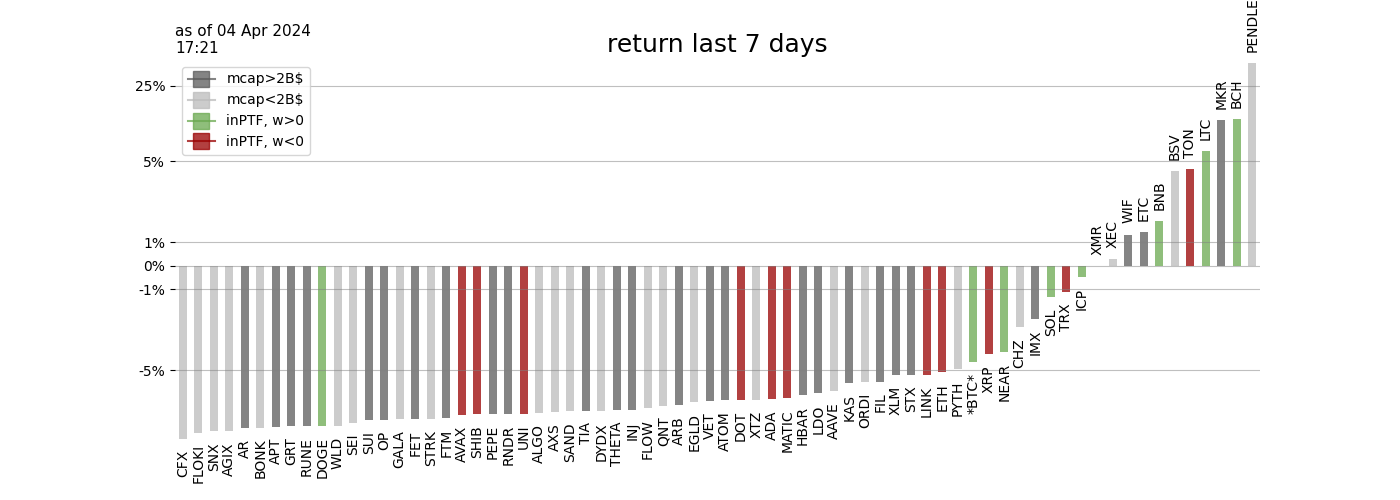 as of 04 Apr 2024
17:21
return last 7 days
mcap>2B$
mcap<2B$
inPTF, w>0
inPTF, w<0
25%
5%
1%
0%
-1%
-5%
CFX
FLOKI
SNX
AGIX
AR
BONK
APT
GRT
RUNE
DOGE
WLD
SEI
SUI
OP
GALA
FET
STRK
FTM
AVAX
SHIB
PEPE
RNDR
UNI
ALGO
AXS
SAND
TIA
DYDX
THETA
INJ
FLOW
QNT
ARB
EGLD
VET
ATOM
DOT
XTZ
ADA
MATIC
HBAR
LDO
AAVE
KAS
ORDI
FIL
XLM
STX
LINK
ETH
PYTH
*BTC*
XRP
NEAR
CHZ
IMX
SOL
TRX
ICP
XMR
XEC
WIF
ETC
BNB
BSV
TON
LTC
MKR
BCH
PENDLE